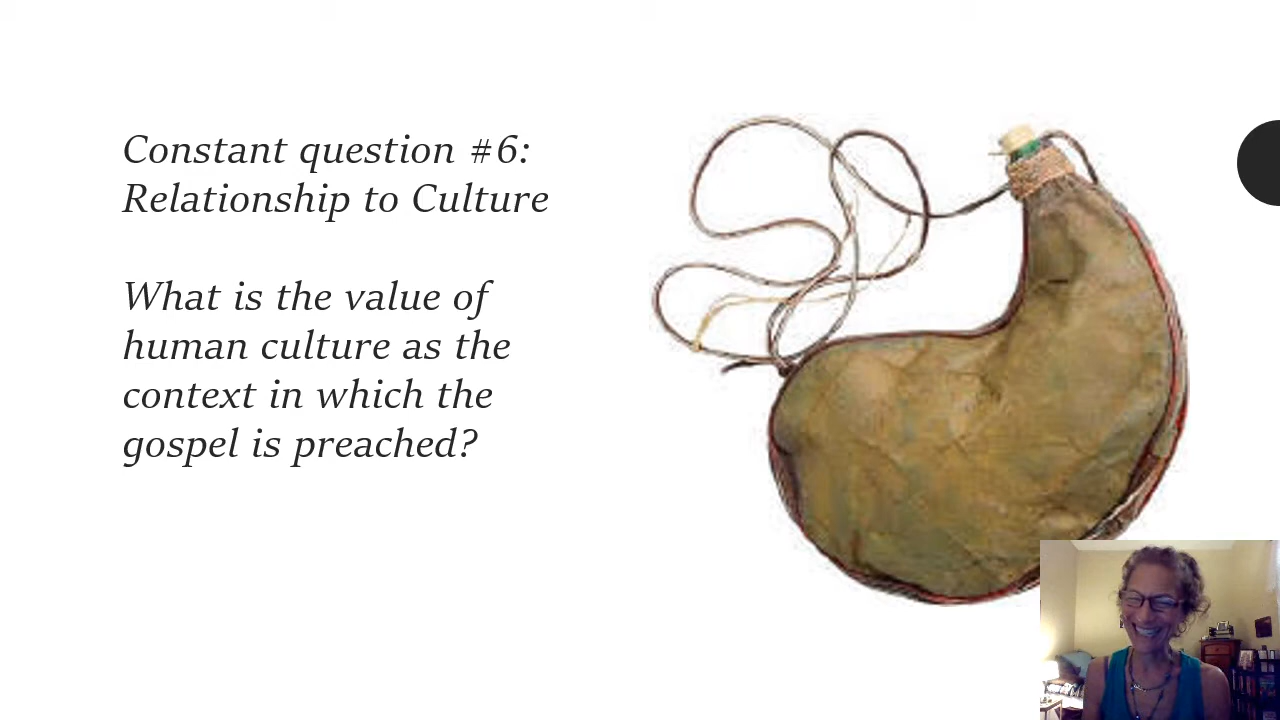 Constant question #6:
Relationship to Culture
What is the value of
human culture as the
context in which the
gospel is preached?